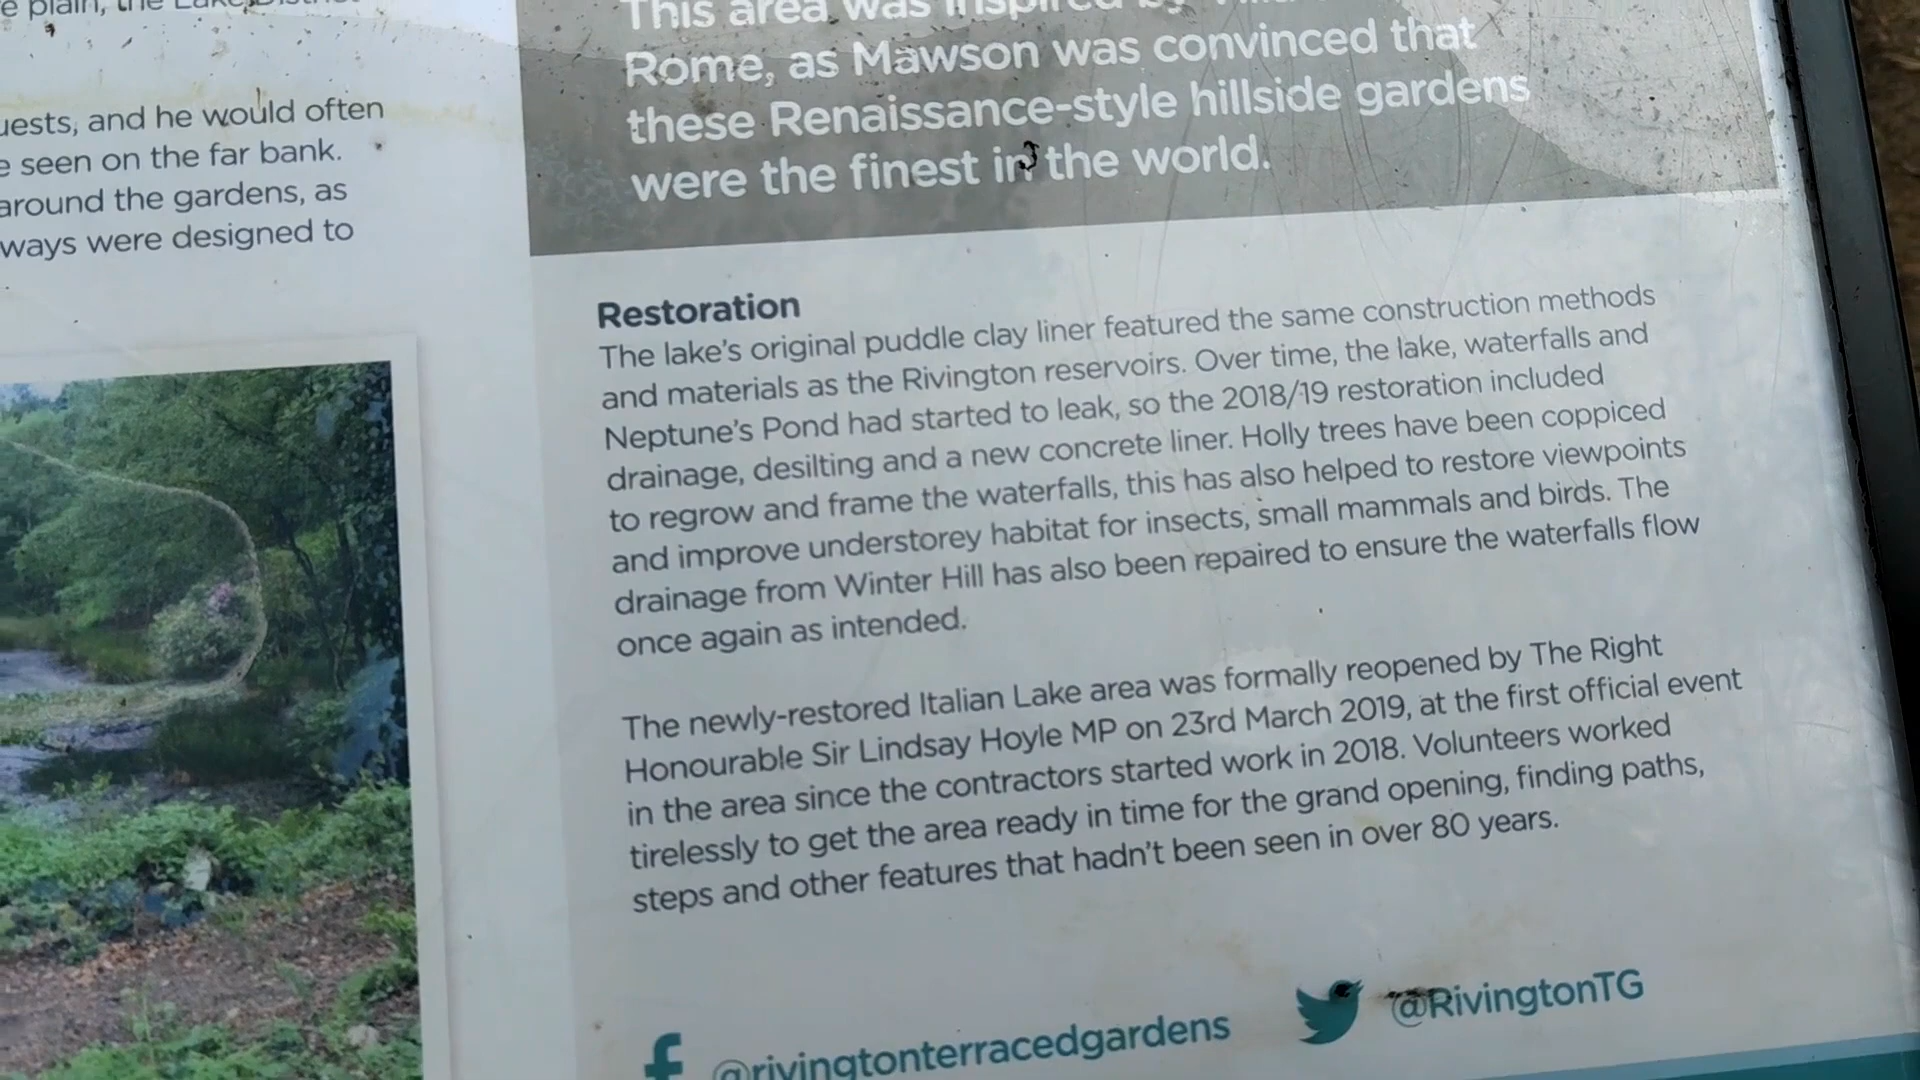 plain, the Lake District
uests, and he would often
e seen on the far bank.
around the gardens, as
ways were designed to
This area was inspired by
Rome, as Mawson was convinced that
these Renaissance-style hillside gardens
were the finest in the world.
Restoration
The lake's original puddle clay liner featured the same construction methods
and materials as the Rivington reservoirs. Over time, the lake, waterfalls and
Neptune's Pond had started to leak, so the 2018/19 restoration included
drainage, desilting and a new concrete liner. Holly trees have been coppiced
to regrow and frame the waterfalls, this has also helped to restore viewpoints
and improve understorey habitat for insects, small mammals and birds. The
drainage from Winter Hill has also been repaired to ensure the waterfalls flow
once again as intended.
The newly-restored Italian Lake area was formally reopened by The Right
Honourable Sir Lindsay Hoyle MP on 23rd March 2019, at the first official event
in the area since the contractors started work in 2018. Volunteers worked
tirelessly to get the area ready in time for the grand opening, finding paths,
steps and other features that hadn't been seen in over 80 years.
@rivingtonterracedgardens
@RivingtonTG